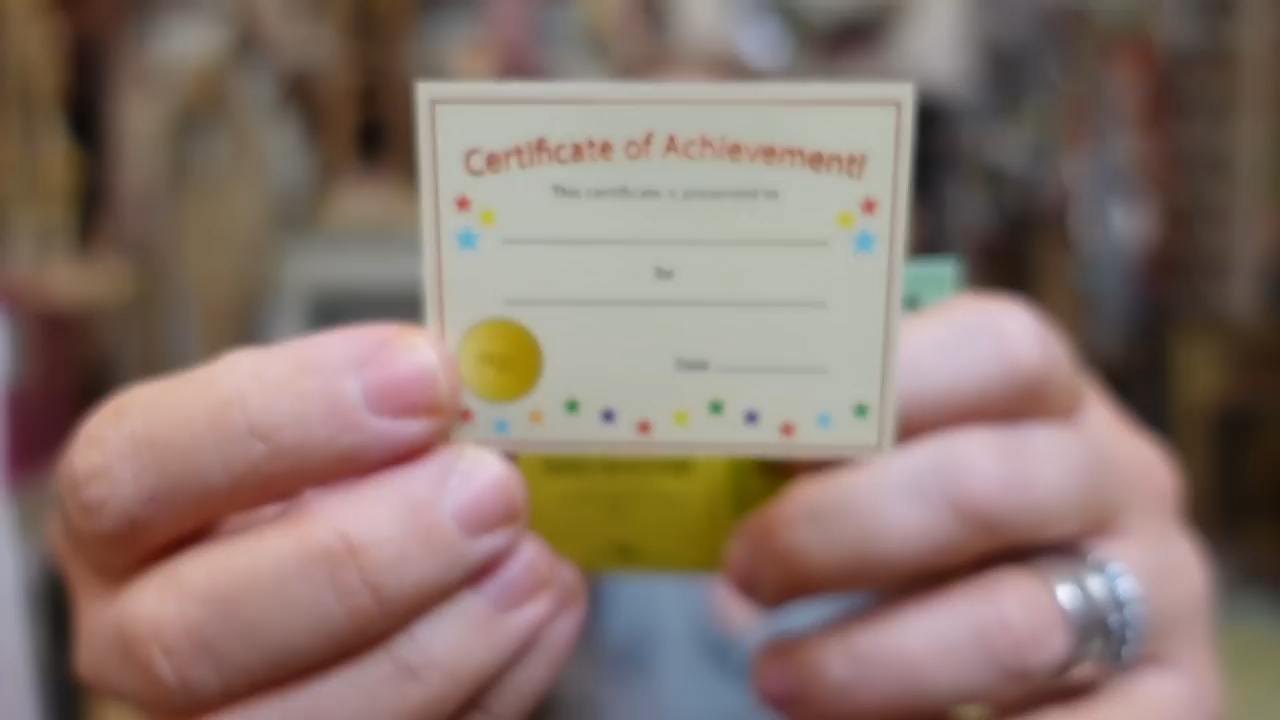 Certificate of Achievement!
This certificate is presented to
for
Date